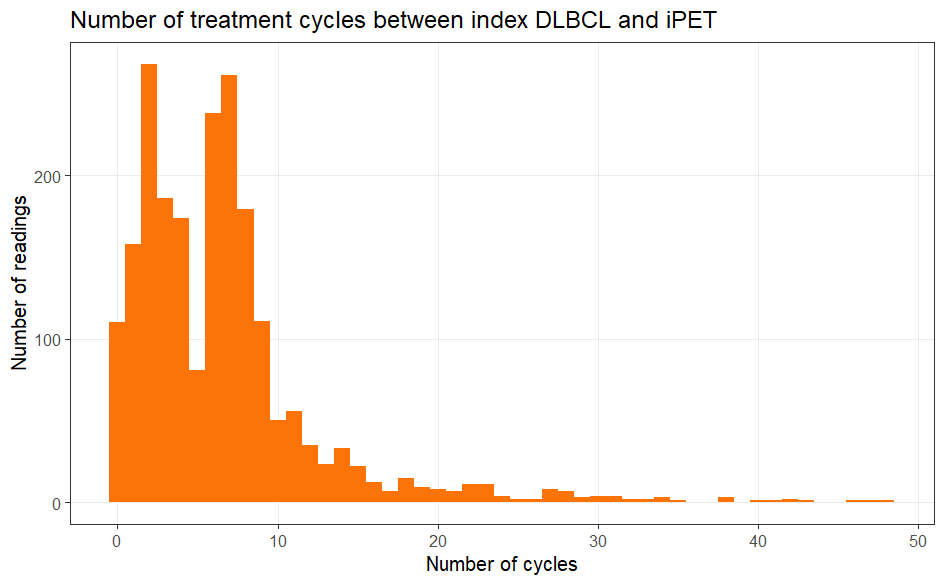 Number of treatment cycles between index DLBCL and iPET
Number of readings
200
100
0
0 10 20 30 40 50
Number of cycles